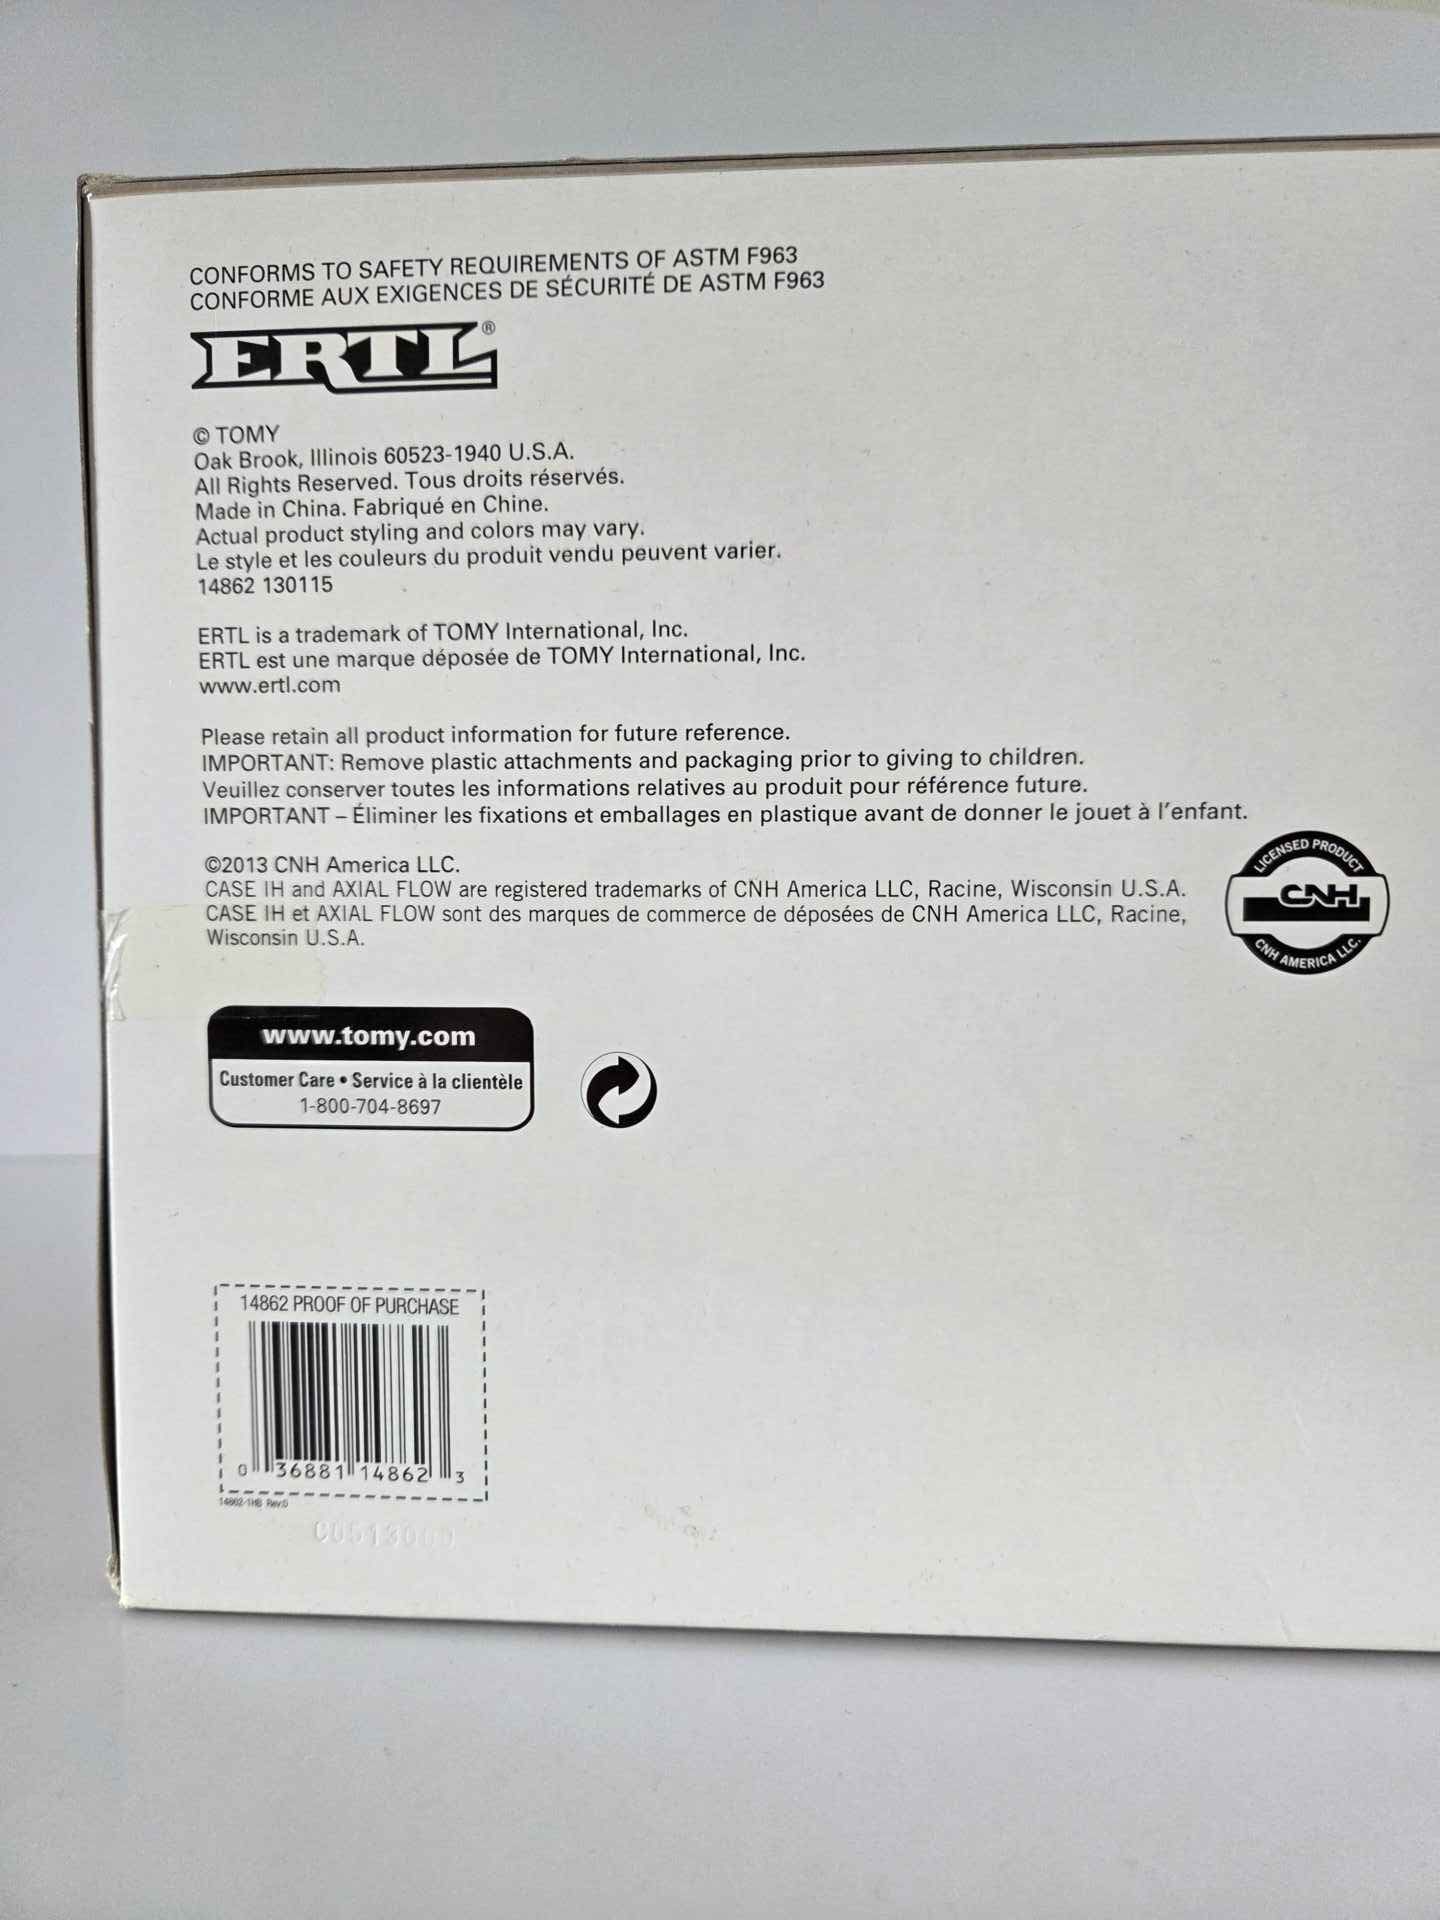 CONFORMS TO SAFETY REQUIREMENTS OF ASTM F963
CONFORME AUX EXIGENCES DE SÉCURITÉ DE ASTM F963
ERTL®
© TOMY
Oak Brook, Illinois 60523-1940 U.S.A.
All Rights Reserved. Tous droits réservés.
Made in China. Fabriqué en Chine.
Actual product styling and colors may vary.
Le style et les couleurs du produit vendu peuvent varier.
14862 130115
ERTL is a trademark of TOMY International, Inc.
ERTL est une marque déposée de TOMY International, Inc.
www.ertl.com
Please retain all product information for future reference.
IMPORTANT: Remove plastic attachments and packaging prior to giving to children.
Veuillez conserver toutes les informations relatives au produit pour référence future.
IMPORTANT – Éliminer les fixations et emballages en plastique avant de donner le jouet à l'enfant.
©2013 CNH America LLC.
CASE IH and AXIAL FLOW are registered trademarks of CNH America LLC, Racine, Wisconsin U.S.A.
CASE IH et AXIAL FLOW sont des marques de commerce de déposées de CNH America LLC, Racine,
Wisconsin U.S.A.
LICENSED PRODUCT
CNH
CNH AMERICA LLC.
www.tomy.com
Customer Care • Service à la clientèle
1-800-704-8697
14862 PROOF OF PURCHASE
0 36881 14862 3
14862-1HB Rev:0